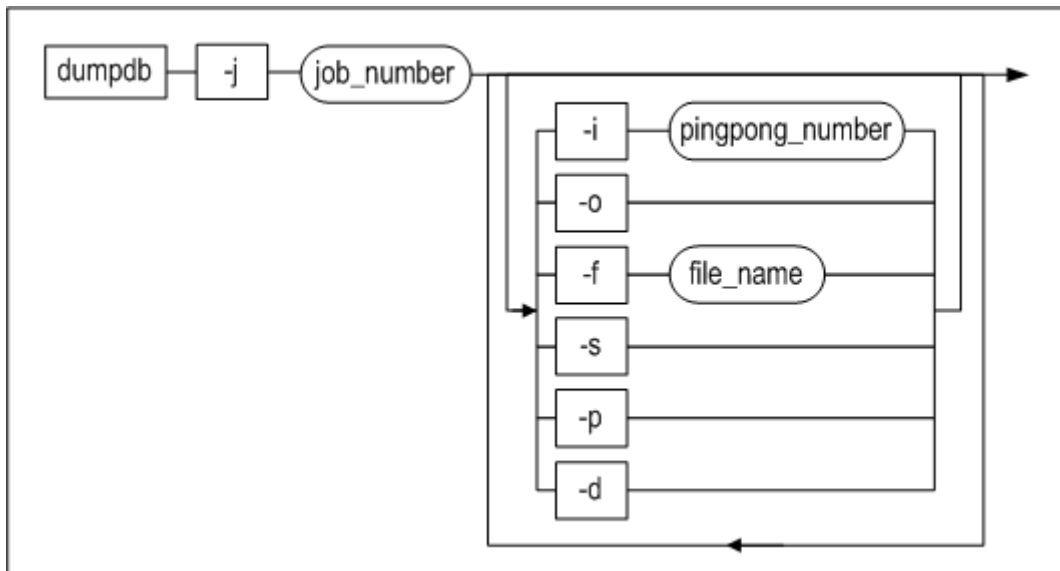 dumpdb -j job_number
-i pingpong_number
-o
-f file_name
-s
-p
-d